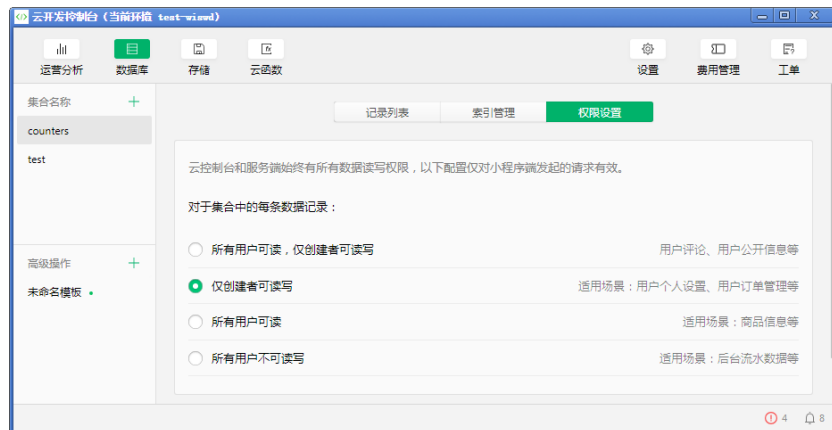 云开发控制台（当前环境 test-wiswd）
运营分析 数据库 存储 云函数 设置 费用管理 工单
集合名称
counters
test
高级操作
未命名模板
记录列表 索引管理 权限设置
云控制台和服务端始终有所有数据读写权限，以下配置仅对小程序端发起的请求有效。
对于集合中的每条数据记录：
所有用户可读，仅创建者可读写 用户评论、用户公开信息等
仅创建者可读写 适用场景：用户个人设置、用户订单管理等
所有用户可读 适用场景：商品信息等
所有用户不可读写 适用场景：后台流水数据等
4 8